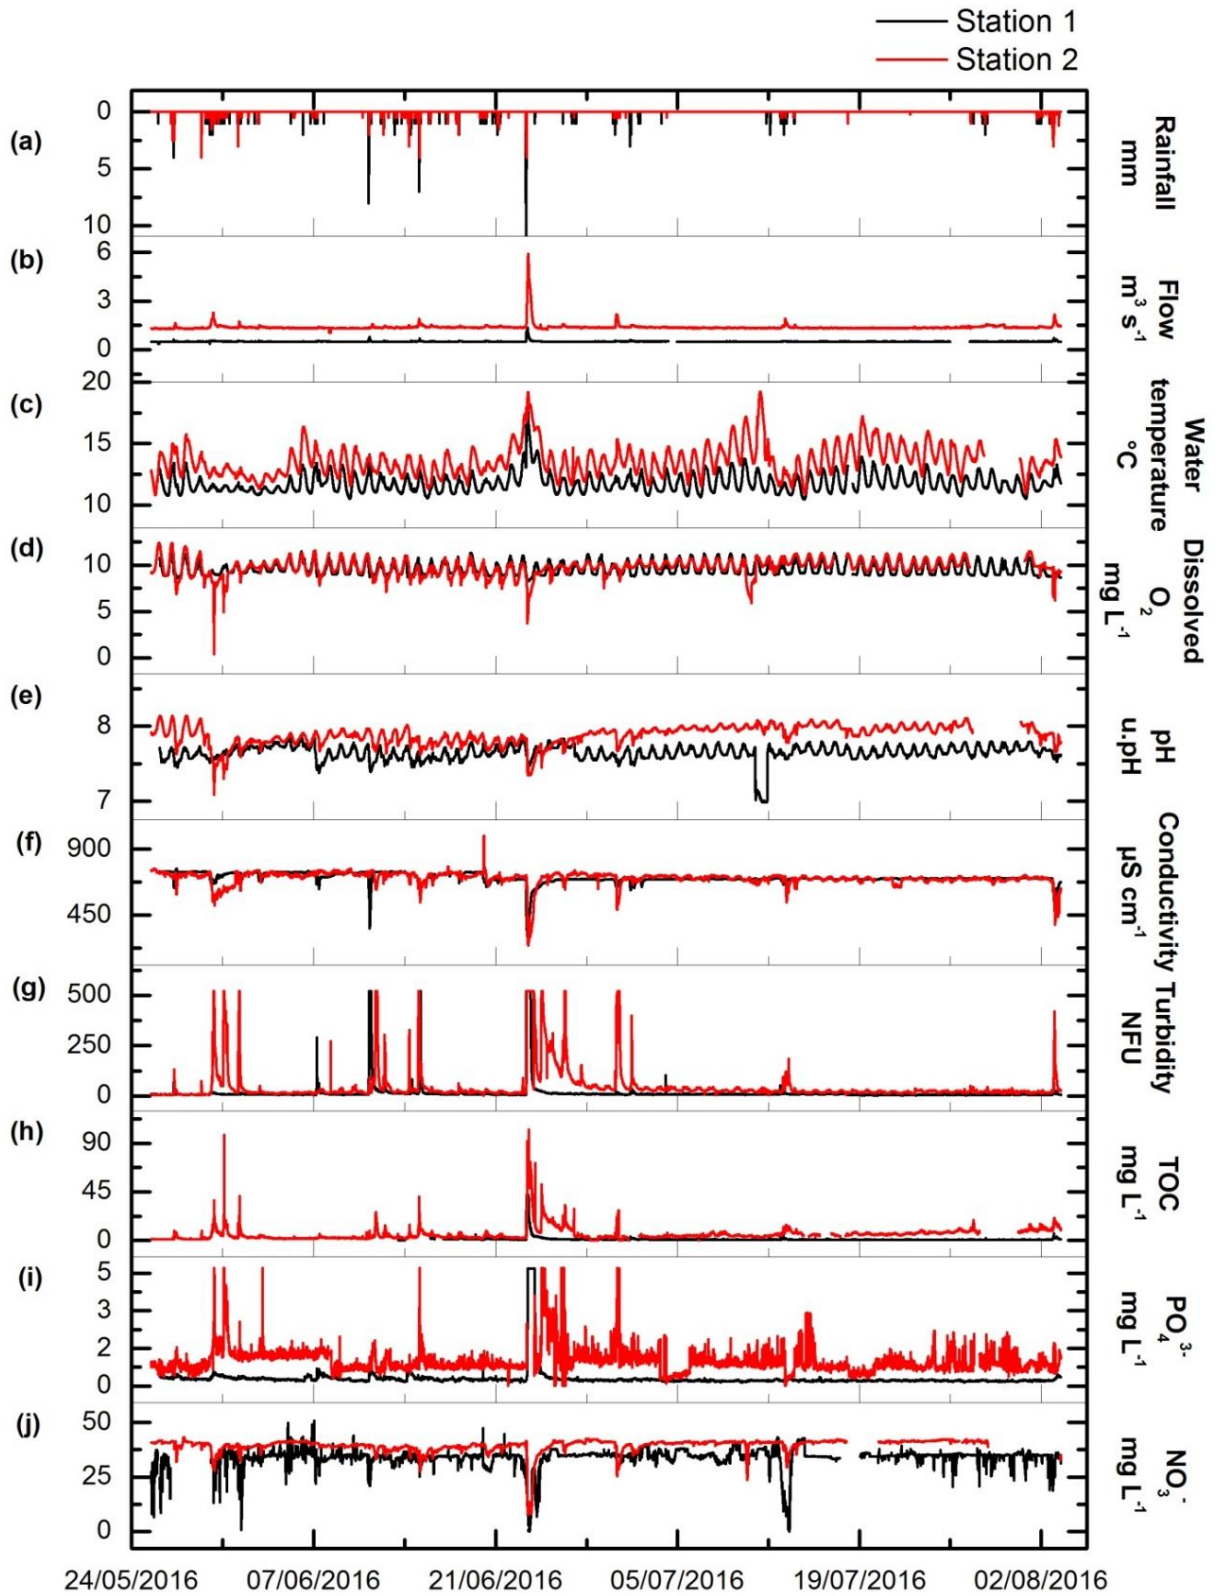 Station 1
Station 2
(a)
0
5
10
Rainfall
mm
(b)
6
3
0
Flow
m³ s⁻¹
(c)
20
15
10
Water
temperature
°C
(d)
10
5
0
Dissolved
O₂
mg L⁻¹
(e)
8
7
pH
u.pH
(f)
900
450
Conductivity
µS cm⁻¹
(g)
500
250
0
Turbidity
NFU
(h)
90
45
0
TOC
mg L⁻¹
(i)
5
3
2
0
PO₄³⁻
mg L⁻¹
(j)
50
25
0
NO₃⁻
mg L⁻¹
24/05/2016 07/06/2016 21/06/2016 05/07/2016 19/07/2016 02/08/2016